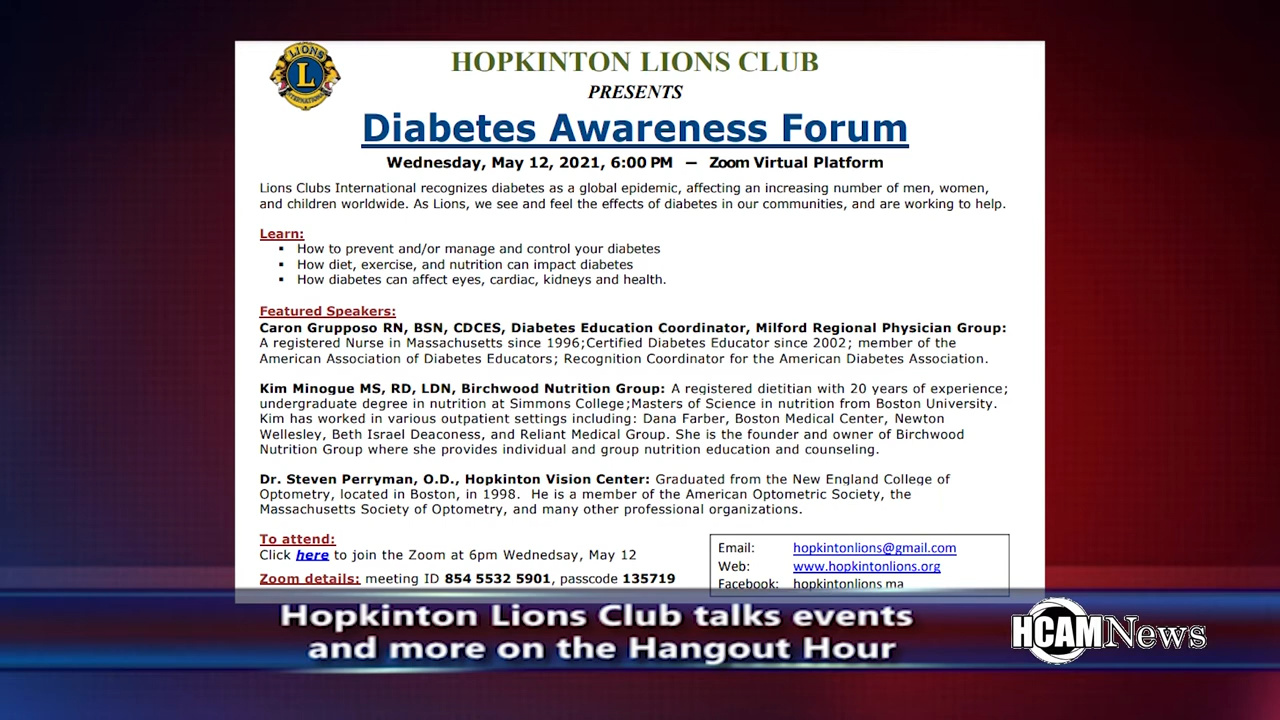 LIONS
L
INTERNATIONAL
HOPKINTON LIONS CLUB
PRESENTS
Diabetes Awareness Forum
Wednesday, May 12, 2021, 6:00 PM – Zoom Virtual Platform
Lions Clubs International recognizes diabetes as a global epidemic, affecting an increasing number of men, women,
and children worldwide. As Lions, we see and feel the effects of diabetes in our communities, and are working to help.
Learn:
▪ How to prevent and/or manage and control your diabetes
▪ How diet, exercise, and nutrition can impact diabetes
▪ How diabetes can affect eyes, cardiac, kidneys and health.
Featured Speakers:
Caron Grupposo RN, BSN, CDCES, Diabetes Education Coordinator, Milford Regional Physician Group:
A registered Nurse in Massachusetts since 1996;Certified Diabetes Educator since 2002; member of the
American Association of Diabetes Educators; Recognition Coordinator for the American Diabetes Association.
Kim Minogue MS, RD, LDN, Birchwood Nutrition Group: A registered dietitian with 20 years of experience;
undergraduate degree in nutrition at Simmons College;Masters of Science in nutrition from Boston University.
Kim has worked in various outpatient settings including: Dana Farber, Boston Medical Center, Newton
Wellesley, Beth Israel Deaconess, and Reliant Medical Group. She is the founder and owner of Birchwood
Nutrition Group where she provides individual and group nutrition education and counseling.
Dr. Steven Perryman, O.D., Hopkinton Vision Center: Graduated from the New England College of
Optometry, located in Boston, in 1998. He is a member of the American Optometric Society, the
Massachusetts Society of Optometry, and many other professional organizations.
To attend:
Click here to join the Zoom at 6pm Wednedsay, May 12
Zoom details: meeting ID 854 5532 5901, passcode 135719
Email: hopkintonlions@gmail.com
Web: www.hopkintonlions.org
Facebook: hopkintonlions ma
Hopkinton Lions Club talks events
and more on the Hangout Hour
HCAM News